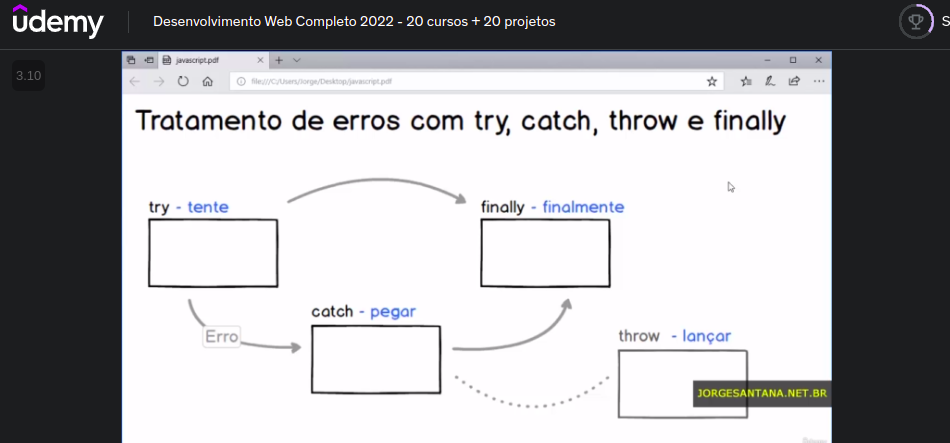 ûdemy
Desenvolvimento Web Completo 2022 - 20 cursos + 20 projetos
S
3.10
javascript.pdf
file:///C:/Users/Jorge/Desktop/javascript.pdf
Tratamento de erros com try, catch, throw e finally
try - tente
finally - finalmente
catch - pegar
Erro
throw - lançar
JORGESANTANA.NET.BR
Udemy